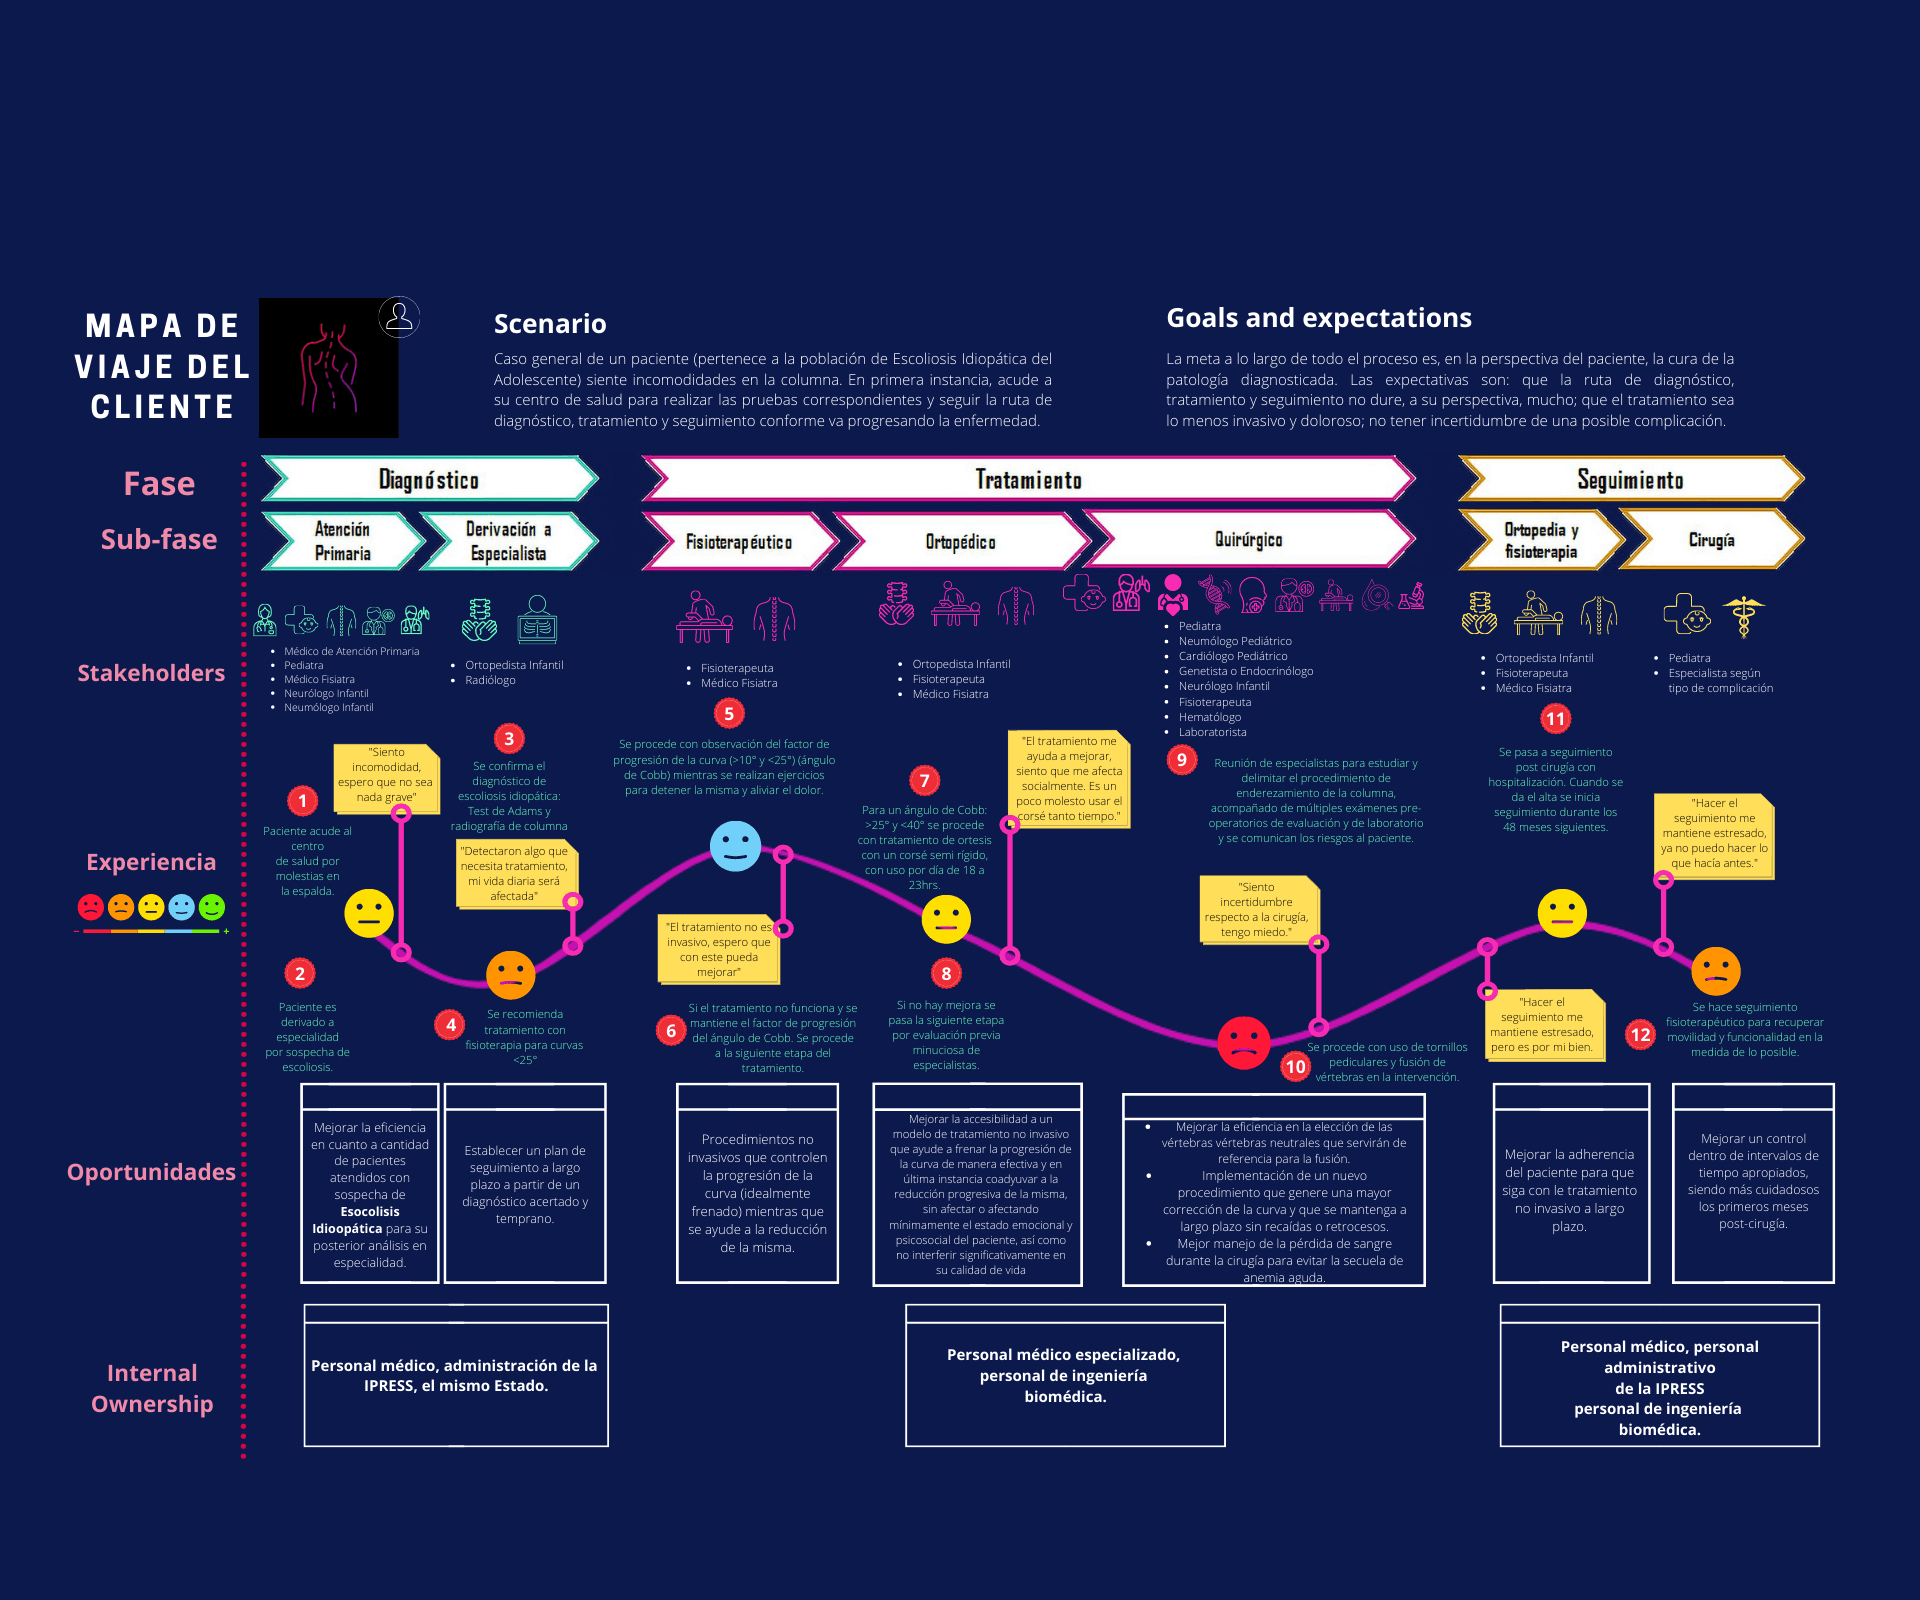 MAPA DE
VIAJE DEL
CLIENTE
Scenario
Caso general de un paciente (pertenece a la población de Escoliosis Idiopática del
Adolescente) siente incomodidades en la columna. En primera instancia, acude a
su centro de salud para realizar las pruebas correspondientes y seguir la ruta de
diagnóstico, tratamiento y seguimiento conforme va progresando la enfermedad.
Goals and expectations
La meta a lo largo de todo el proceso es, en la perspectiva del paciente, la cura de la
patología diagnosticada. Las expectativas son: que la ruta de diagnóstico,
tratamiento y seguimiento no dure, a su perspectiva, mucho; que el tratamiento sea
lo menos invasivo y doloroso; no tener incertidumbre de una posible complicación.
Fase
Diagnóstico
Tratamiento
Seguimiento
Sub-fase
Atención
Primaria
Derivación a
Especialista
Fisioterapéutico
Ortopédico
Quirúrgico
Ortopedia y
fisioterapia
Cirugía
Stakeholders
• Médico de Atención Primaria
• Pediatra
• Médico Fisiatra
• Neurólogo Infantil
• Neumólogo Infantil
• Ortopedista Infantil
• Radiólogo
• Fisioterapeuta
• Médico Fisiatra
• Ortopedista Infantil
• Fisioterapeuta
• Médico Fisiatra
• Pediatra
• Neumólogo Pediátrico
• Cardiólogo Pediátrico
• Genetista o Endocrinólogo
• Neurólogo Infantil
• Fisioterapeuta
• Hematólogo
• Laboratorista
• Ortopedista Infantil
• Fisioterapeuta
• Médico Fisiatra
• Pediatra
• Especialista según
tipo de complicación
Experiencia
- +
1
Paciente acude al
centro
de salud por
molestias en
la espalda.
"Siento
incomodidad,
espero que no sea
nada grave"
2
Paciente es
derivado a
especialidad
por sospecha de
escoliosis.
3
Se confirma el
diagnóstico de
escoliosis idiopática:
Test de Adams y
radiografía de columna
"Detectaron algo que
necesita tratamiento,
mi vida diaria será
afectada"
4
Se recomienda
tratamiento con
fisioterapia para curvas
<25°
5
Se procede con observación del factor de
progresión de la curva (>10° y <25°) (ángulo
de Cobb) mientras se realizan ejercicios
para detener la misma y aliviar el dolor.
"El tratamiento no es
invasivo, espero que
con este pueda
mejorar"
6
Si el tratamiento no funciona y se
mantiene el factor de progresión
del ángulo de Cobb. Se procede
a la siguiente etapa del
tratamiento.
7
Para un ángulo de Cobb:
>25° y <40° se procede
con tratamiento de ortesis
con un corsé semi rígido,
con uso por día de 18 a
23hrs.
"El tratamiento me
ayuda a mejorar,
siento que me afecta
socialmente. Es un
poco molesto usar el
corsé tanto tiempo."
8
Si no hay mejora se
pasa la siguiente etapa
por evaluación previa
minuciosa de
especialistas.
9
Reunión de especialistas para estudiar y
delimitar el procedimiento de
enderezamiento de la columna,
acompañado de múltiples exámenes pre-
operatorios de evaluación y de laboratorio
y se comunican los riesgos al paciente.
"Siento
incertidumbre
respecto a la cirugía,
tengo miedo."
10
Se procede con uso de tornillos
pediculares y fusión de
vértebras en la intervención.
11
Se pasa a seguimiento
post cirugía con
hospitalización. Cuando se
da el alta se inicia
seguimiento durante los
48 meses siguientes.
"Hacer el
seguimiento me
mantiene estresado,
pero es por mi bien.
"Hacer el
seguimiento me
mantiene estresado,
ya no puedo hacer lo
que hacía antes."
12
Se hace seguimiento
fisioterapéutico para recuperar
movilidad y funcionalidad en la
medida de lo posible.
Oportunidades
Mejorar la eficiencia
en cuanto a cantidad
de pacientes
atendidos con
sospecha de
Esocolisis
Idioopática para su
posterior análisis en
especialidad.
Establecer un plan de
seguimiento a largo
plazo a partir de un
diagnóstico acertado y
temprano.
Procedimientos no
invasivos que controlen
la progresión de la
curva (idealmente
frenado) mientras que
se ayude a la reducción
de la misma.
Mejorar la accesibilidad a un
modelo de tratamiento no invasivo
que ayude a frenar la progresión de
la curva de manera efectiva y en
última instancia coadyuvar a la
reducción progresiva de la misma,
sin afectar o afectando
mínimamente el estado emocional y
psicosocial del paciente, así como
no interferir significativamente en
su calidad de vida
• Mejorar la eficiencia en la elección de las
vértebras vértebras neutrales que servirán de
referencia para la fusión.
• Implementación de un nuevo
procedimiento que genere una mayor
corrección de la curva y que se mantenga a
largo plazo sin recaídas o retrocesos.
• Mejor manejo de la pérdida de sangre
durante la cirugía para evitar la secuela de
anemia aguda.
Mejorar la adherencia
del paciente para que
siga con le tratamiento
no invasivo a largo
plazo.
Mejorar un control
dentro de intervalos de
tiempo apropiados,
siendo más cuidadosos
los primeros meses
post-cirugía.
Internal
Ownership
Personal médico, administración de la
IPRESS, el mismo Estado.
Personal médico especializado,
personal de ingeniería
biomédica.
Personal médico, personal
administrativo
de la IPRESS
personal de ingeniería
biomédica.